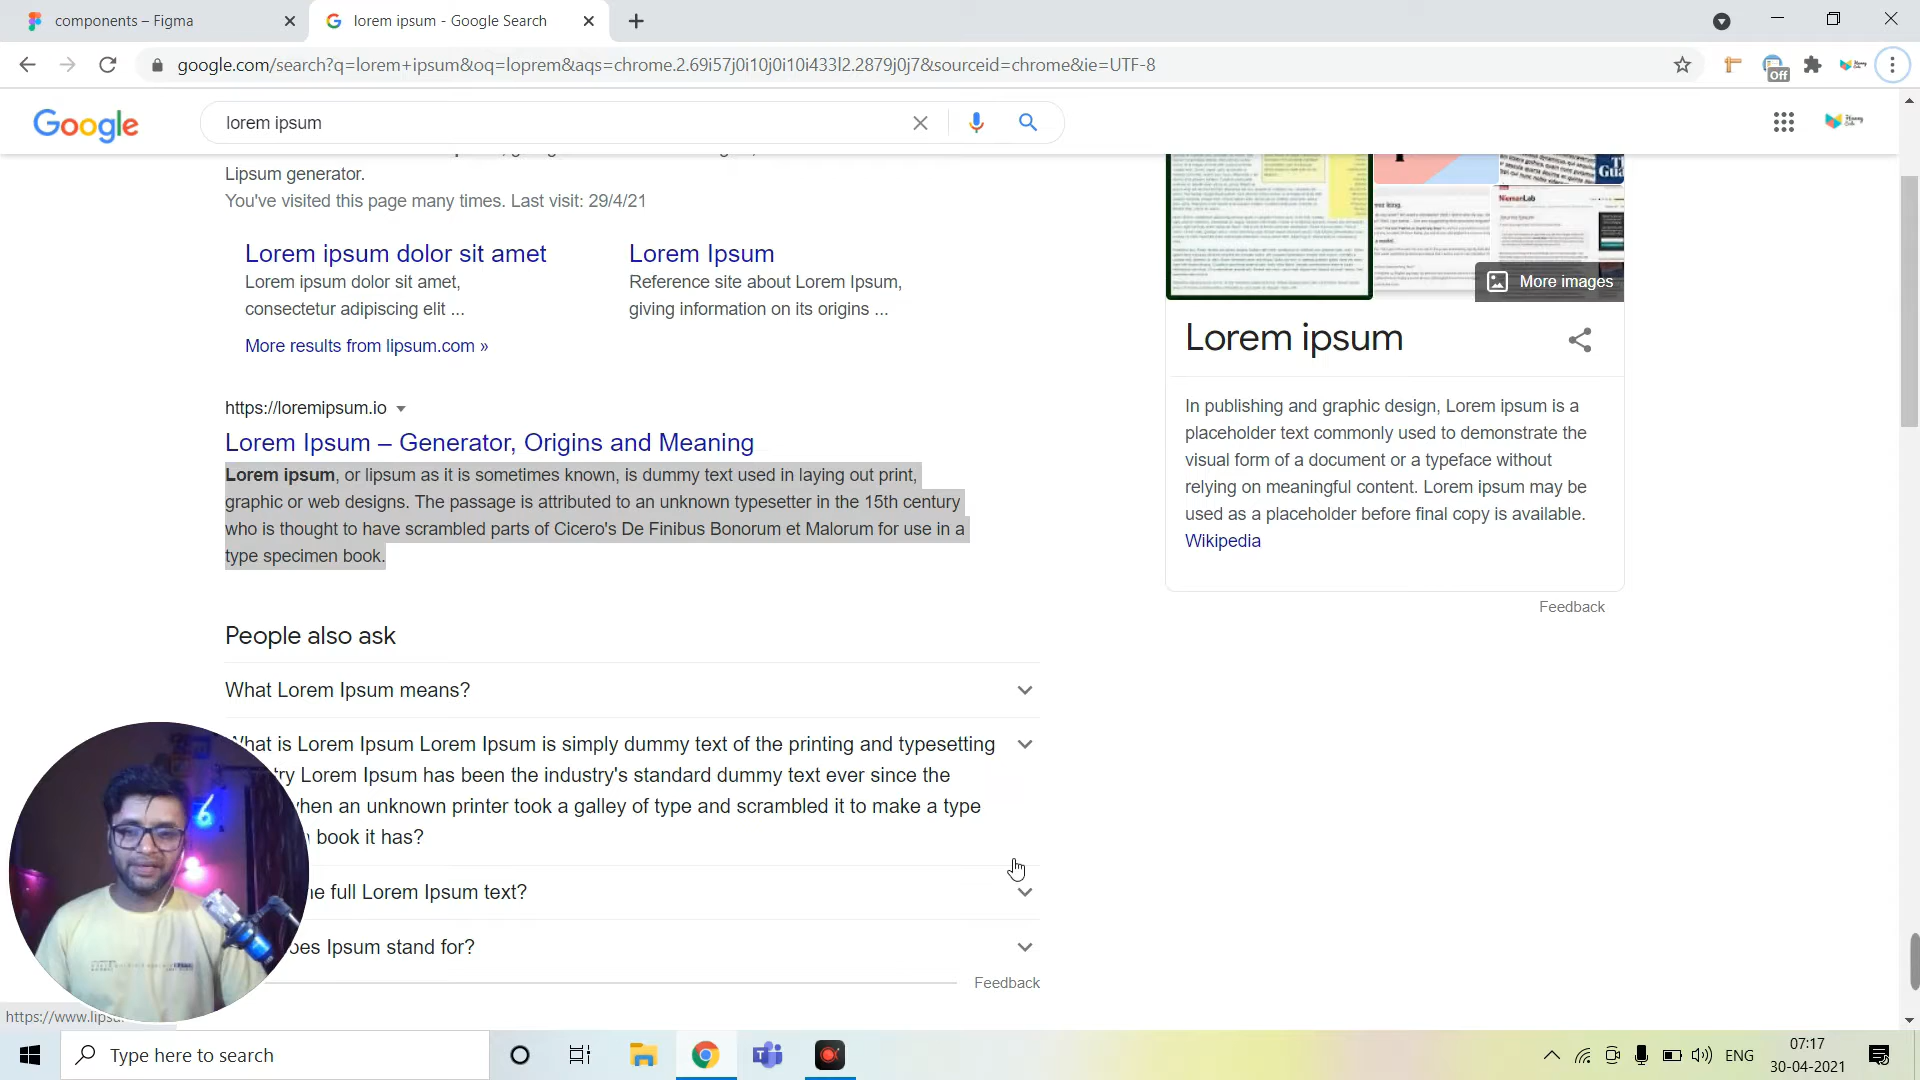 components – Figma
lorem ipsum - Google Search
google.com/search?q=lorem+ipsum&oq=loprem&aqs=chrome.2.69i57j0i10j0i10i433l2.2879j0j7&sourceid=chrome&ie=UTF-8
Off
Google
lorem ipsum
Lipsum generator.
You've visited this page many times. Last visit: 29/4/21
Lorem ipsum dolor sit amet
Lorem ipsum dolor sit amet,
consectetur adipiscing elit ...
Lorem Ipsum
Reference site about Lorem Ipsum,
giving information on its origins ...
More results from lipsum.com »
https://loremipsum.io
Lorem Ipsum – Generator, Origins and Meaning
Lorem ipsum, or lipsum as it is sometimes known, is dummy text used in laying out print,
graphic or web designs. The passage is attributed to an unknown typesetter in the 15th century
who is thought to have scrambled parts of Cicero's De Finibus Bonorum et Malorum for use in a
type specimen book.
People also ask
What Lorem Ipsum means?
hat is Lorem Ipsum Lorem Ipsum is simply dummy text of the printing and typesetting
try Lorem Ipsum has been the industry's standard dummy text ever since the
when an unknown printer took a galley of type and scrambled it to make a type
book it has?
he full Lorem Ipsum text?
oes Ipsum stand for?
Feedback
NiemanLab
More images
Lorem ipsum
In publishing and graphic design, Lorem ipsum is a
placeholder text commonly used to demonstrate the
visual form of a document or a typeface without
relying on meaningful content. Lorem ipsum may be
used as a placeholder before final copy is available.
Wikipedia
Feedback
https://www.lipsu
Type here to search
ENG
07:17
30-04-2021